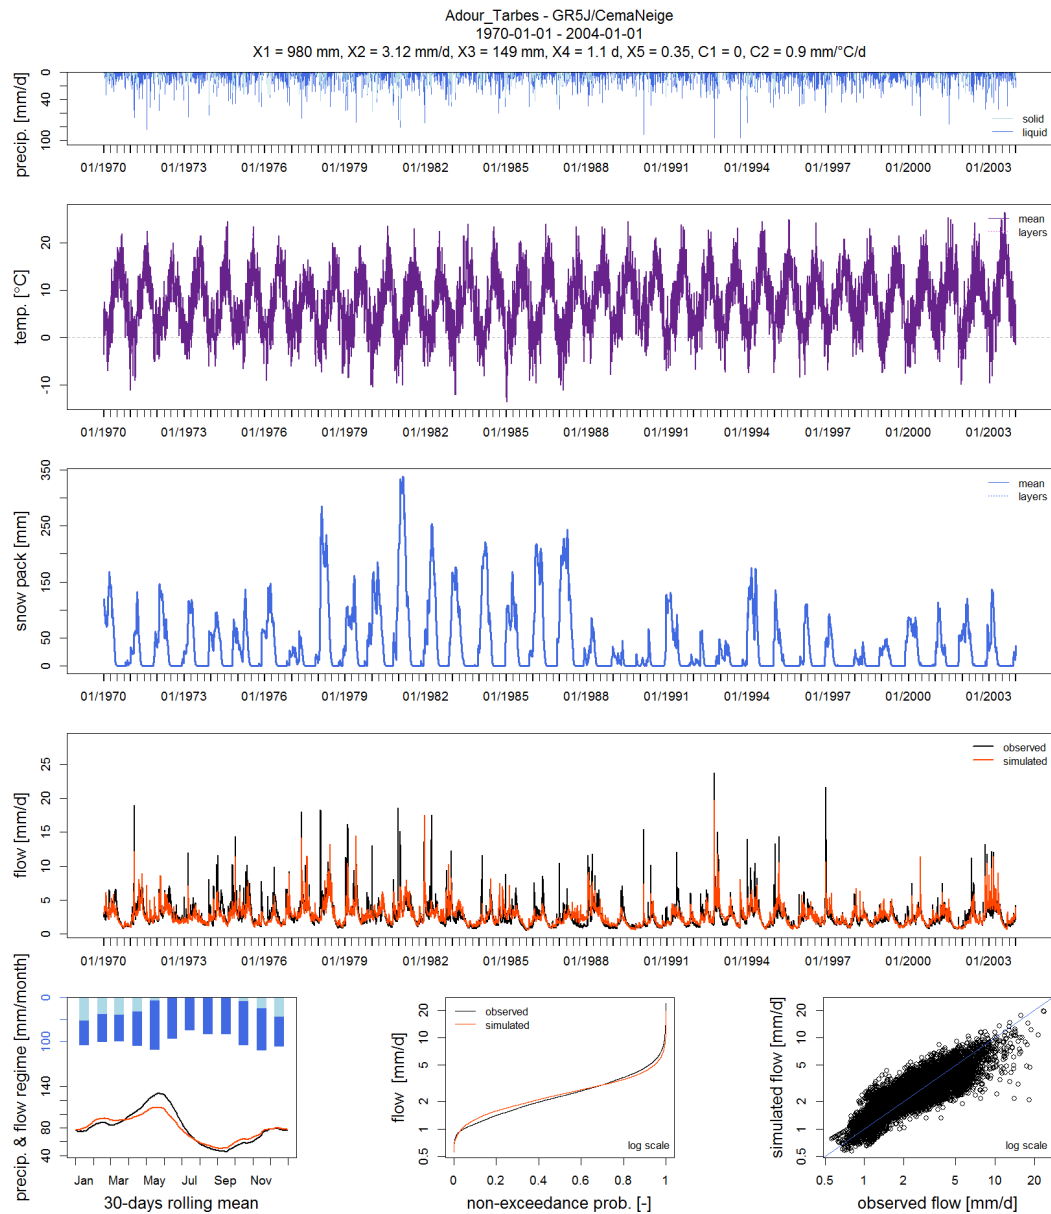 Adour_Tarbes - GR5J/CemaNeige
1970-01-01 - 2004-01-01
X1 = 980 mm, X2 = 3.12 mm/d, X3 = 149 mm, X4 = 1.1 d, X5 = 0.35, C1 = 0, C2 = 0.9 mm/°C/d
precip. [mm/d]
0
40
100
solid
liquid
01/1970 01/1973 01/1976 01/1979 01/1982 01/1985 01/1988 01/1991 01/1994 01/1997 01/2000 01/2003
temp. [°C]
20
10
0
-10
mean
layers
01/1970 01/1973 01/1976 01/1979 01/1982 01/1985 01/1988 01/1991 01/1994 01/1997 01/2000 01/2003
snow pack [mm]
350
250
150
50
0
mean
layers
01/1970 01/1973 01/1976 01/1979 01/1982 01/1985 01/1988 01/1991 01/1994 01/1997 01/2000 01/2003
flow [mm/d]
25
20
15
10
5
0
observed
simulated
01/1970 01/1973 01/1976 01/1979 01/1982 01/1985 01/1988 01/1991 01/1994 01/1997 01/2000 01/2003
precip. & flow regime [mm/month]
0
100
140
80
40
Jan Mar May Jul Sep Nov
30-days rolling mean
flow [mm/d]
20
10
5
2
1
0.5
observed
simulated
log scale
0 0.2 0.4 0.6 0.8 1
non-exceedance prob. [-]
simulated flow [mm/d]
20
10
5
2
1
0.5
log scale
0.5 1 2 5 10 20
observed flow [mm/d]